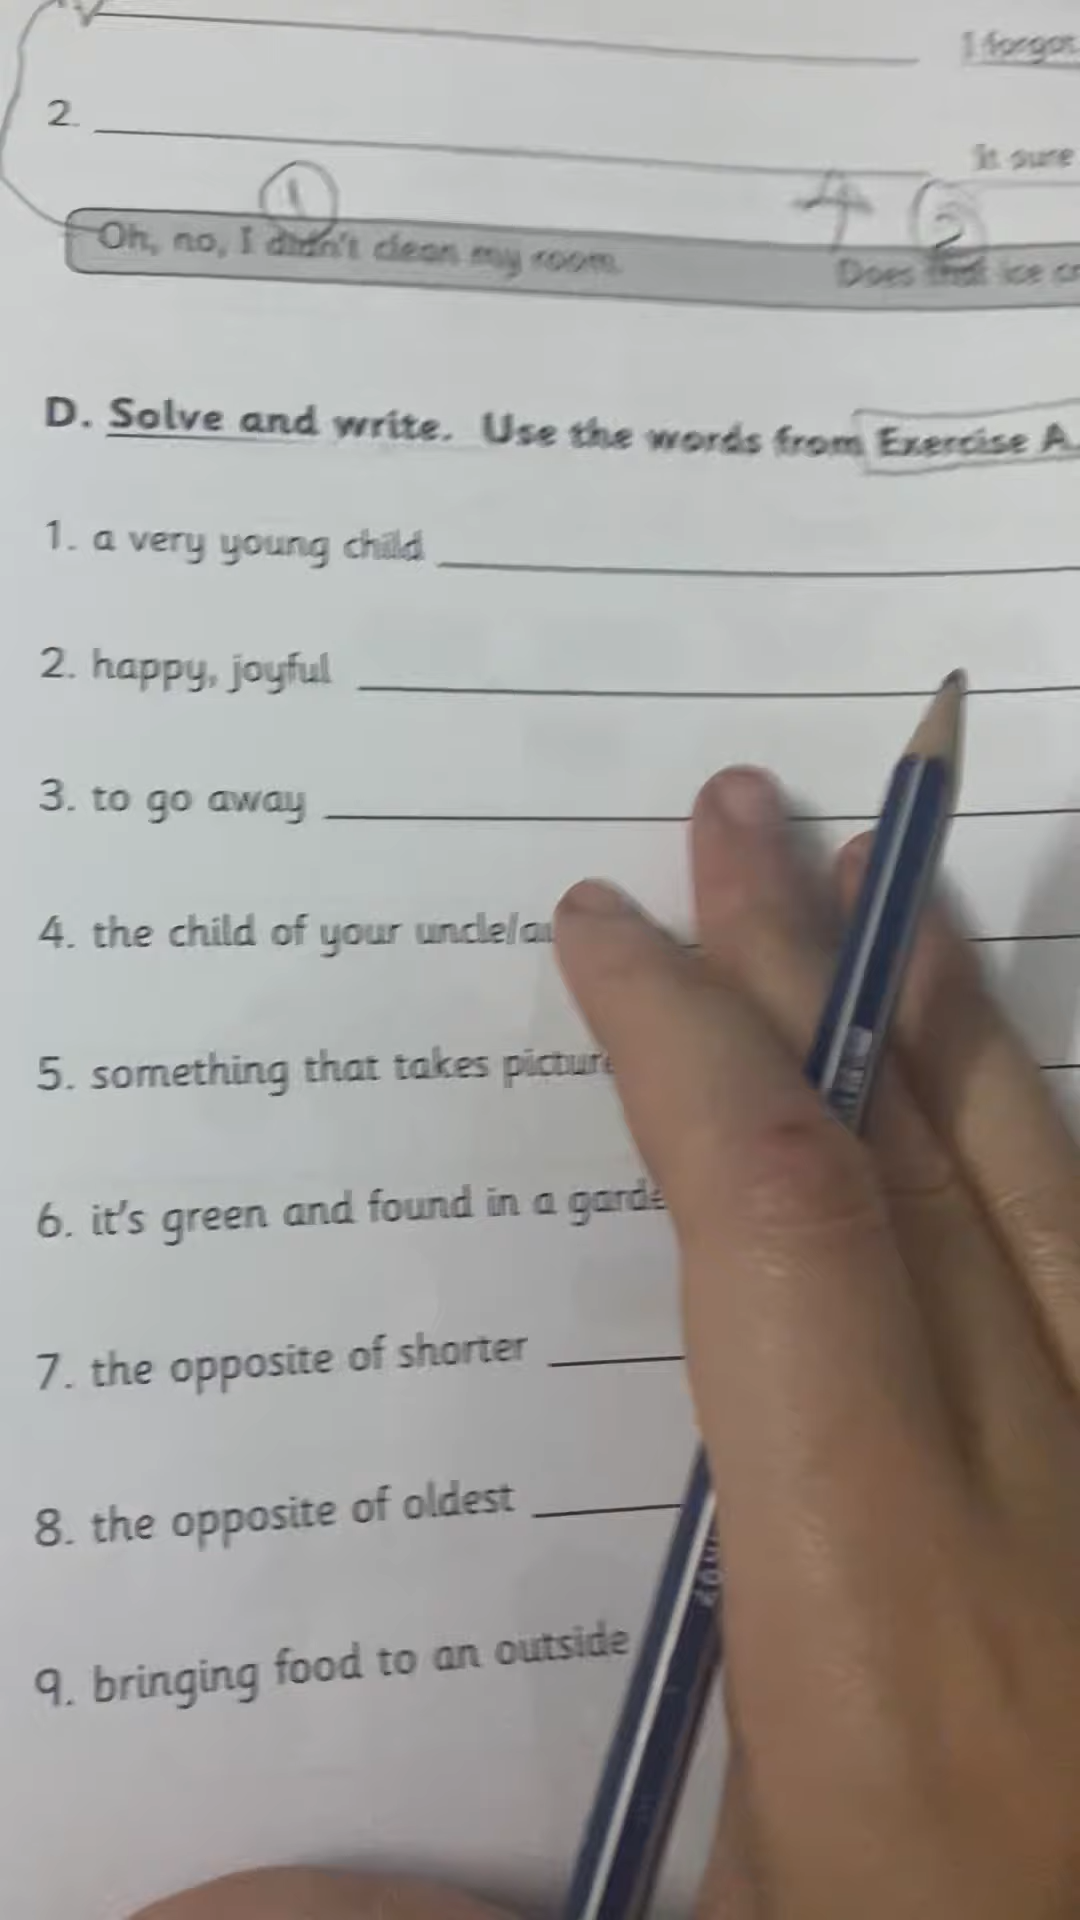 I forgot
2.
It sure
1
4 2
Oh, no, I didn't clean my room. Does that ice
D. Solve and write. Use the words from Exercise A.
1. a very young child
2. happy, joyful
3. to go away
4. the child of your uncle/
5. something that takes
6. it's green and found in a
7. the opposite of shorter
8. the opposite of oldest
9. bringing food to an outside